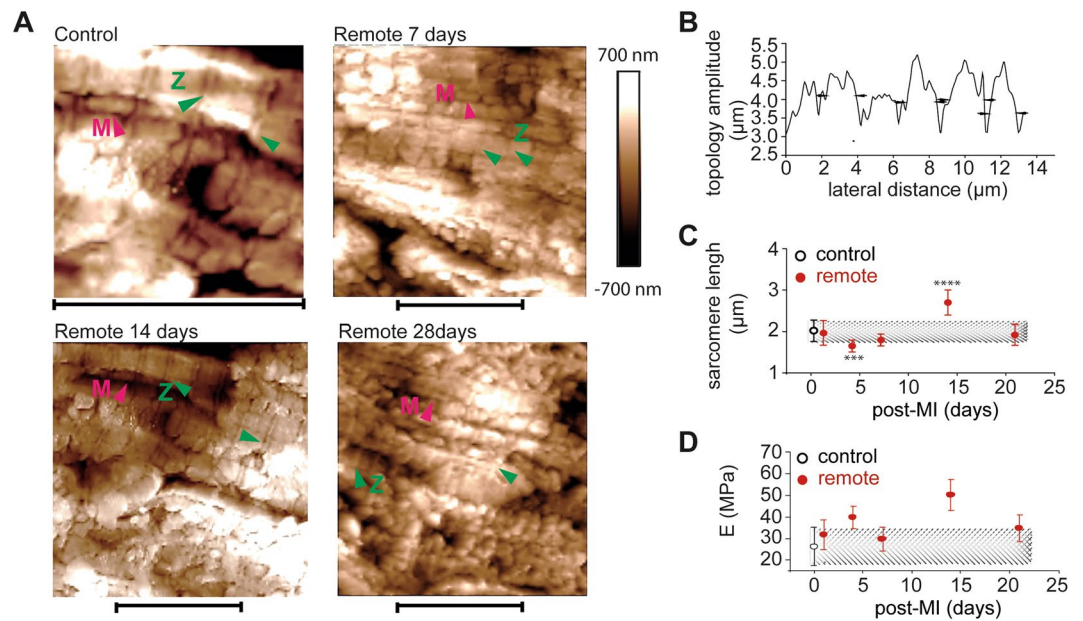 A
Control
Z
M
Remote 7 days
M
Z
700 nm
-700 nm
Remote 14 days
M
Z
Remote 28days
M
Z
B
topology amplitude
(µm)
5.5
5.0
4.5
4.0
3.5
3.0
2.5
0 2 4 6 8 10 12 14
lateral distance (µm)
C
control
remote
sarcomere lengh
(µm)
4
3
2
1
****
***
0 5 10 15 20 25
post-MI (days)
D
control
remote
E (MPa)
70
60
50
40
30
20
0 5 10 15 20 25
post-MI (days)